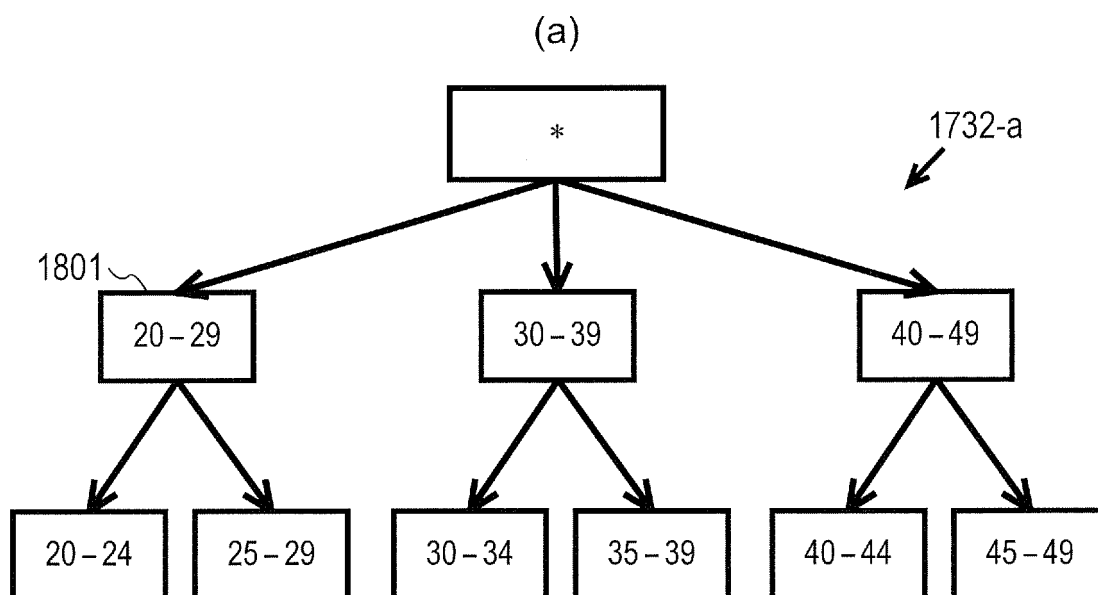 (a)
*
1732-a
1801
20 – 29
30 – 39
40 – 49
20 – 24
25 – 29
30 – 34
35 – 39
40 – 44
45 – 49